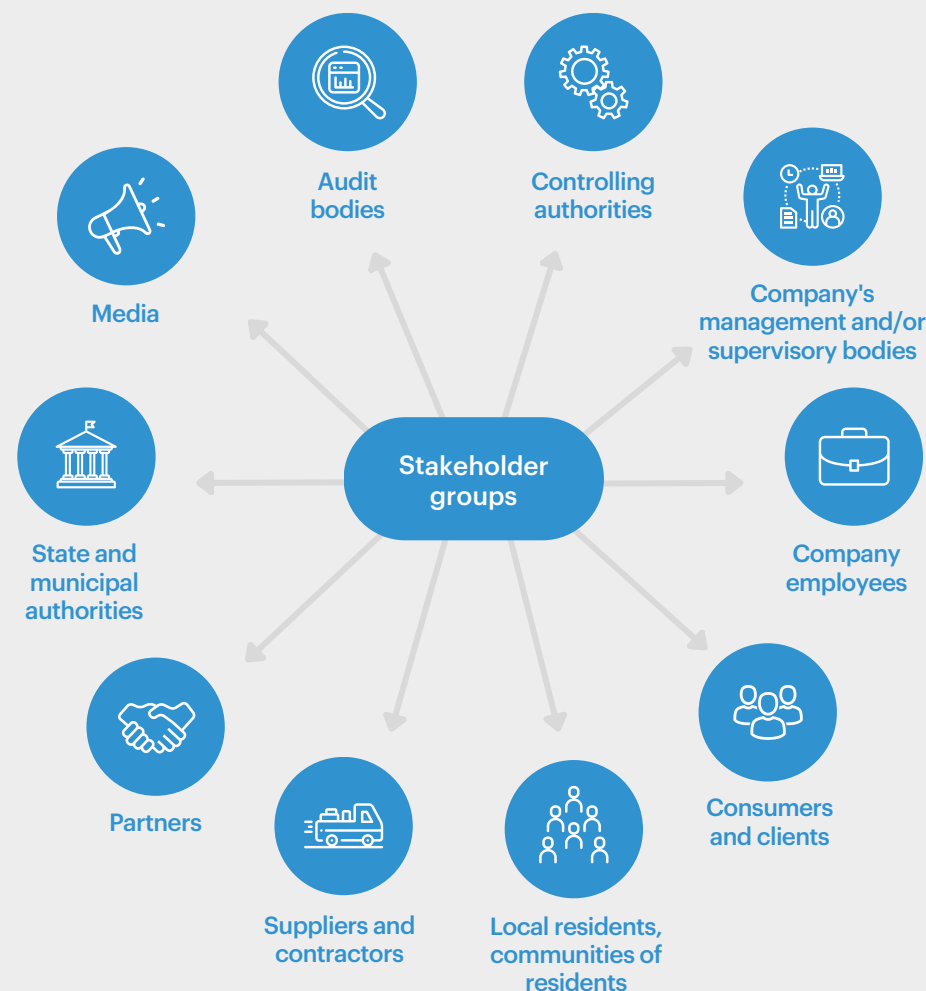 Audit
bodies
Controlling
authorities
Media
Company's
management and/or
supervisory bodies
Stakeholder
groups
State and
municipal
authorities
Company
employees
Partners
Consumers
and clients
Suppliers and
contractors
Local residents,
communities of
residents